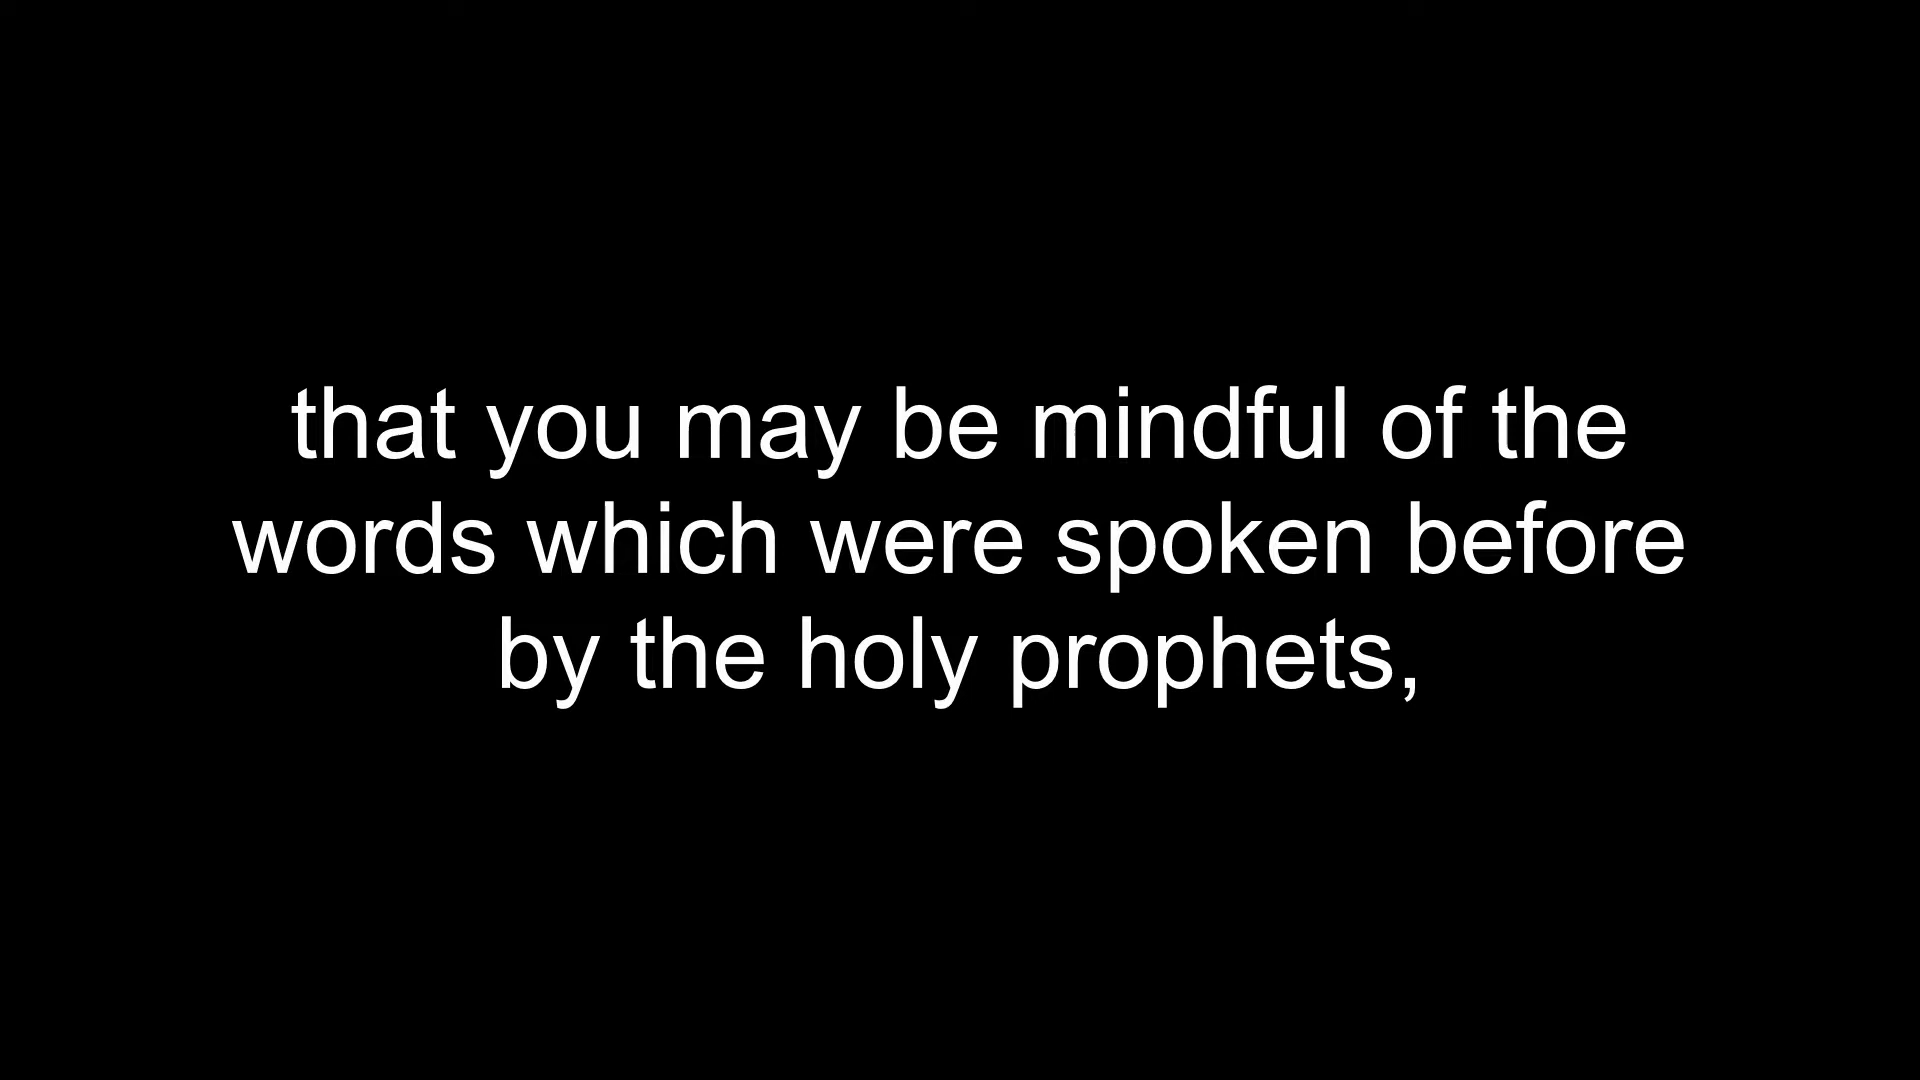 that you may be mindful of the
words which were spoken before
by the holy prophets,